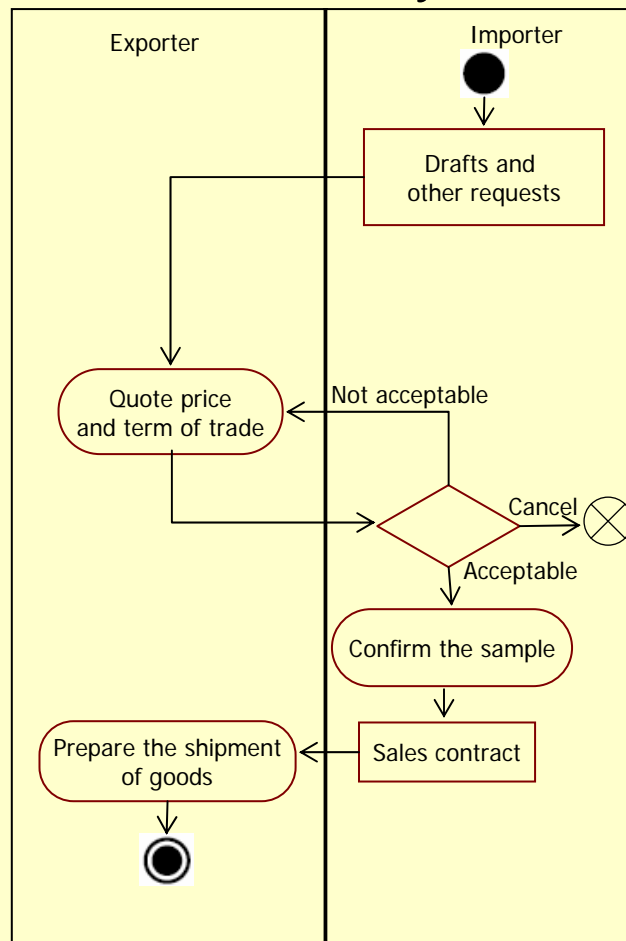 Exporter
Importer
Drafts and
other requests
Quote price
and term of trade
Not acceptable
Cancel
Acceptable
Confirm the sample
Prepare the shipment
of goods
Sales contract